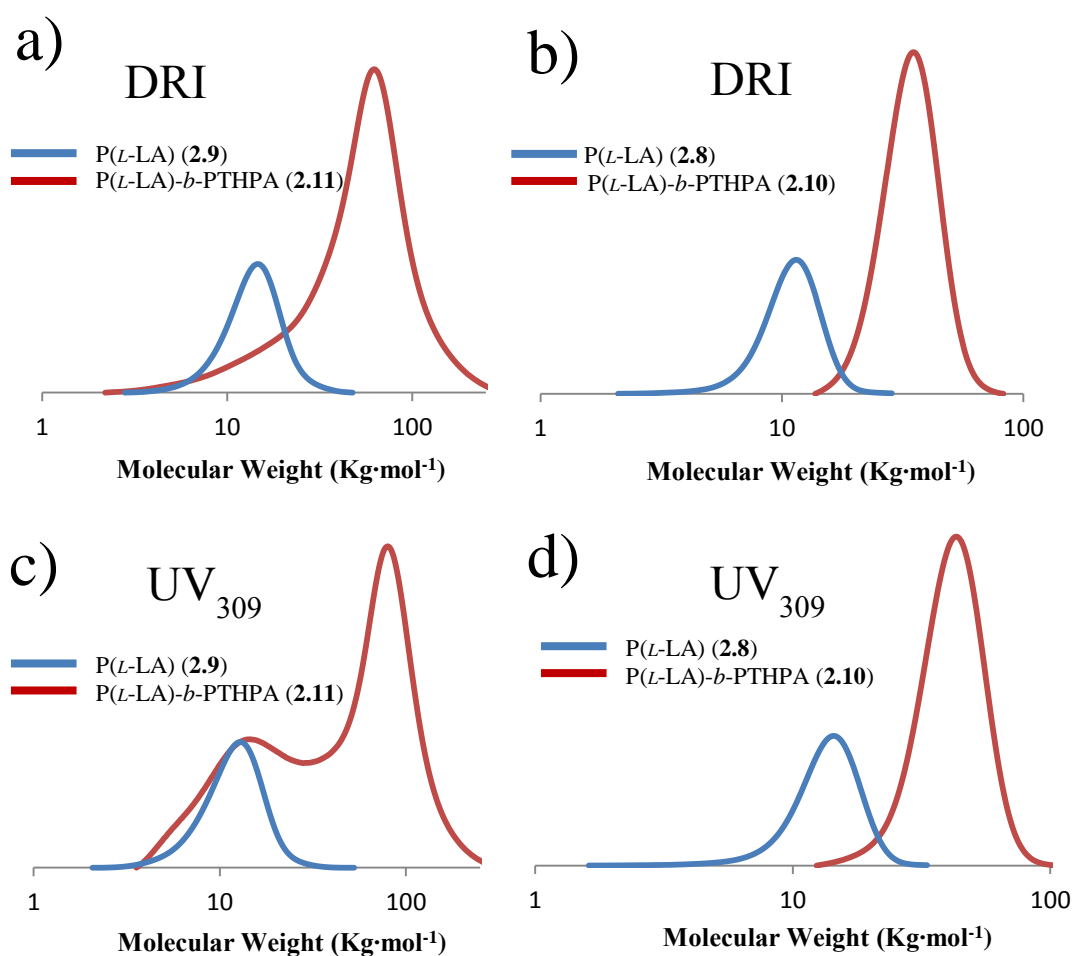 a)
DRI
P(L-LA) (2.9)
P(L-LA)-b-PTHPA (2.11)
1 10 100
Molecular Weight (Kg·mol-1)
b)
DRI
P(L-LA) (2.8)
P(L-LA)-b-PTHPA (2.10)
1 10 100
Molecular Weight (Kg·mol-1)
c)
UV309
P(L-LA) (2.9)
P(L-LA)-b-PTHPA (2.11)
1 10 100
Molecular Weight (Kg·mol-1)
d)
UV309
P(L-LA) (2.8)
P(L-LA)-b-PTHPA (2.10)
1 10 100
Molecular Weight (Kg·mol-1)